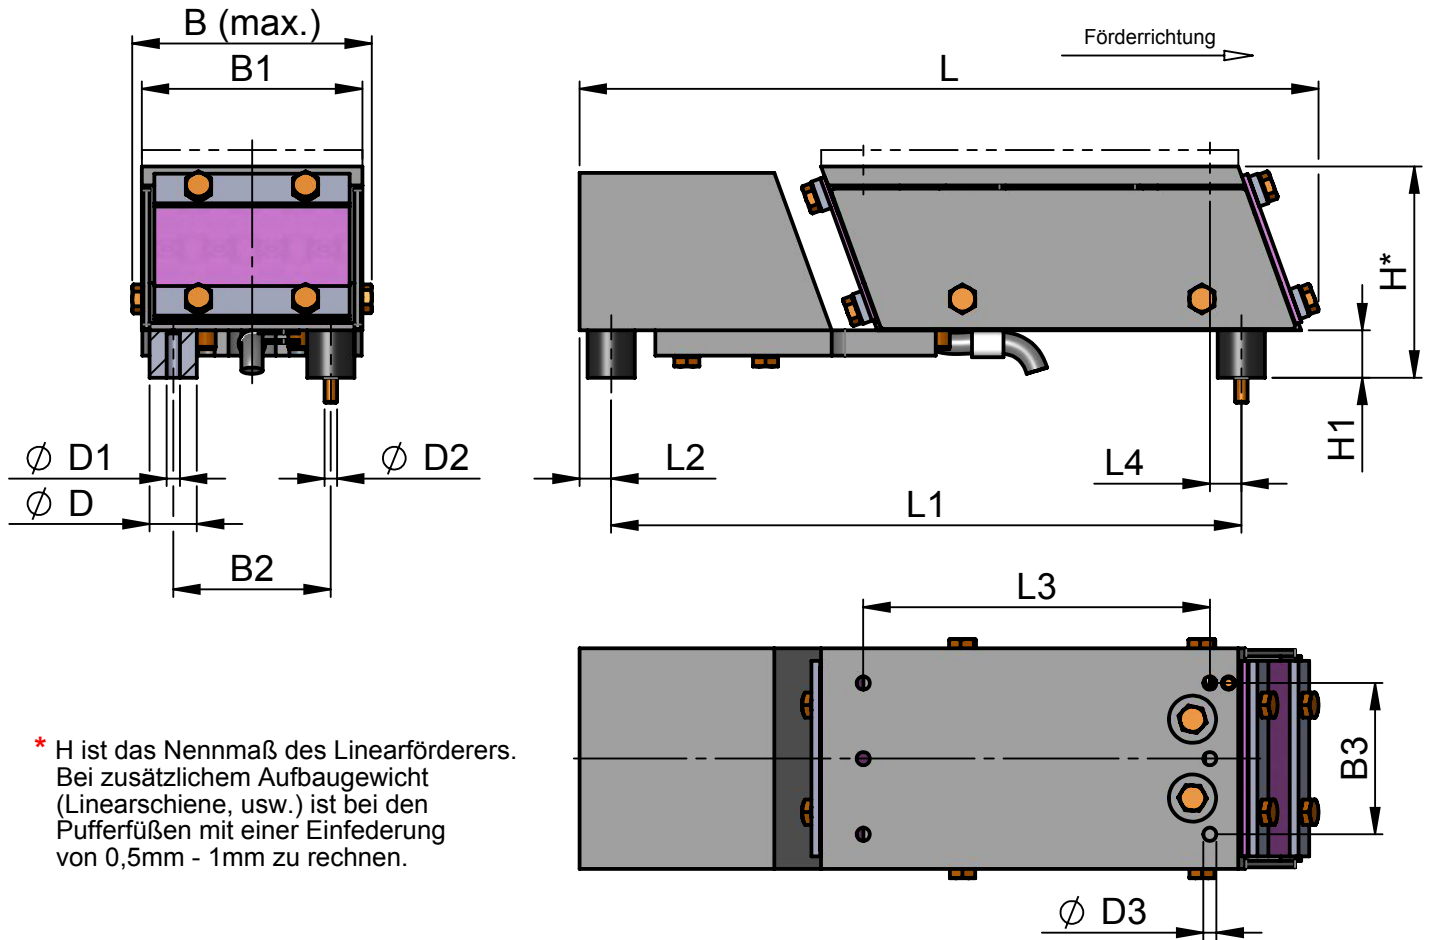 B (max.)
B1
Förderrichtung
L
H*
H1
Ø D1
Ø D2
Ø D
B2
L2
L4
L1
L3
B3
Ø D3
* H ist das Nennmaß des Linearförderers.
Bei zusätzlichem Aufbaugewicht
(Linearschiene, usw.) ist bei den
Pufferfüßen mit einer Einfederung
von 0,5mm - 1mm zu rechnen.